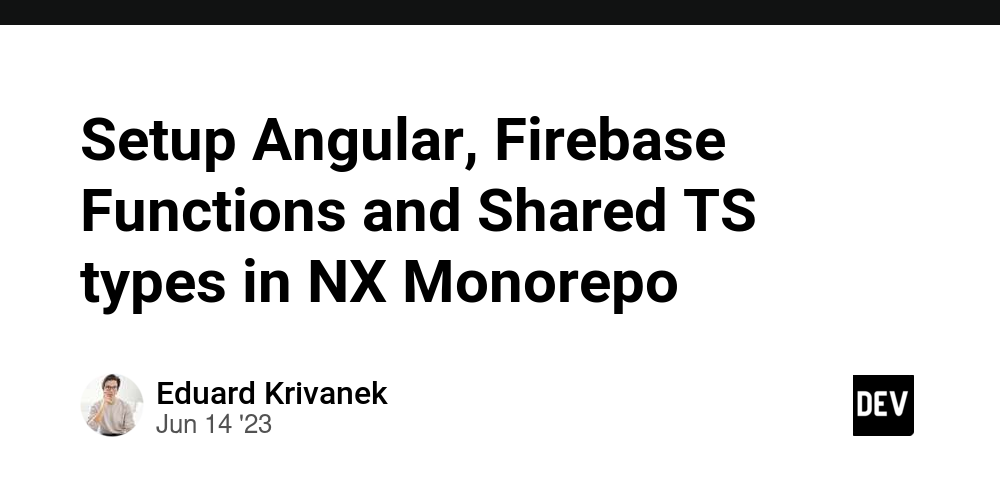 Setup Angular, Firebase
Functions and Shared TS
types in NX Monorepo
Eduard Krivanek
Jun 14 '23
DEV